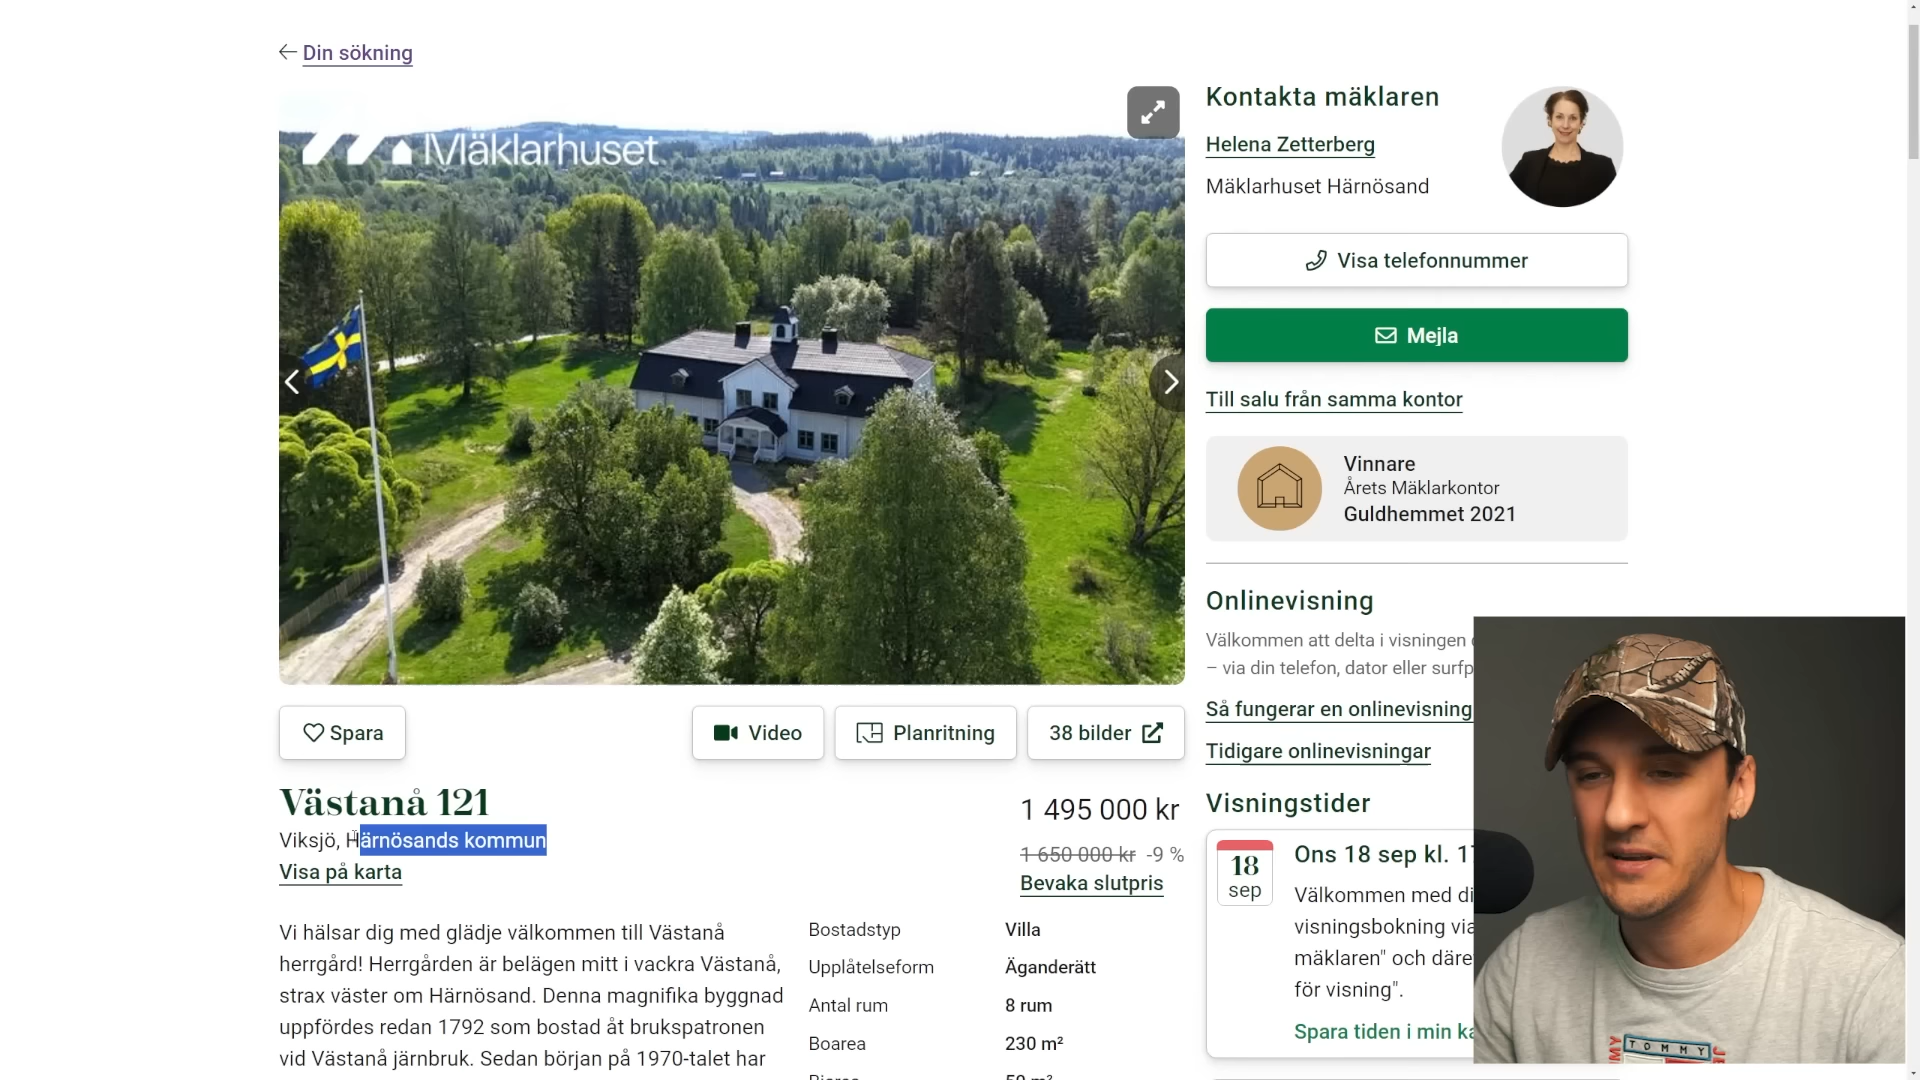 Din sökning
Mäklarhuset
Spara
Video
Planritning
38 bilder
Västanå 121
Viksjö, Härnösands kommun
Visa på karta
1 495 000 kr
1 650 000 kr -9 %
Bevaka slutpris
Vi hälsar dig med glädje välkommen till Västanå
herrgård! Herrgården är belägen mitt i vackra Västanå,
strax väster om Härnösand. Denna magnifika byggnad
uppfördes redan 1792 som bostad åt brukspatronen
vid Västanå järnbruk. Sedan början på 1970-talet har
Bostadstyp Villa
Upplåtelseform Äganderätt
Antal rum 8 rum
Boarea 230 m²
Kontakta mäklaren
Helena Zetterberg
Mäklarhuset Härnösand
Visa telefonnummer
Mejla
Till salu från samma kontor
Vinnare
Årets Mäklarkontor
Guldhemmet 2021
Onlinevisning
Välkommen att delta i visningen
– via din telefon, dator eller
Så fungerar en onlinevisning
Tidigare onlinevisningar
Visningstider
18
sep
Ons 18 sep kl.
Välkommen med
visningsbokning via
mäklaren" och
för visning".
Spara tiden i min
TOMMY